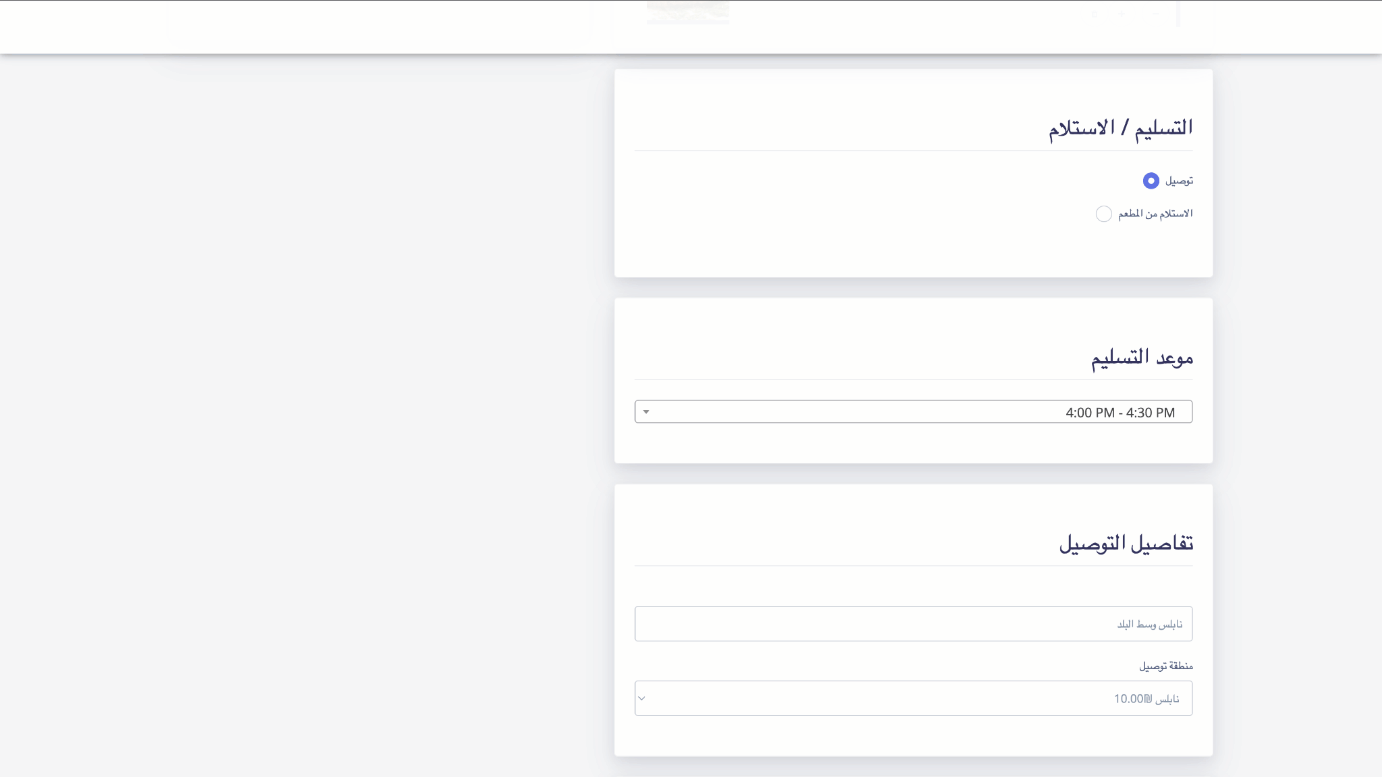 التسليم / الاستلام
توصيل
الاستلام من المطعم
موعد التسليم
4:00 PM - 4:30 PM
تفاصيل التوصيل
نابلس وسط البلد
منطقة توصيل
نابلس ₪10.00